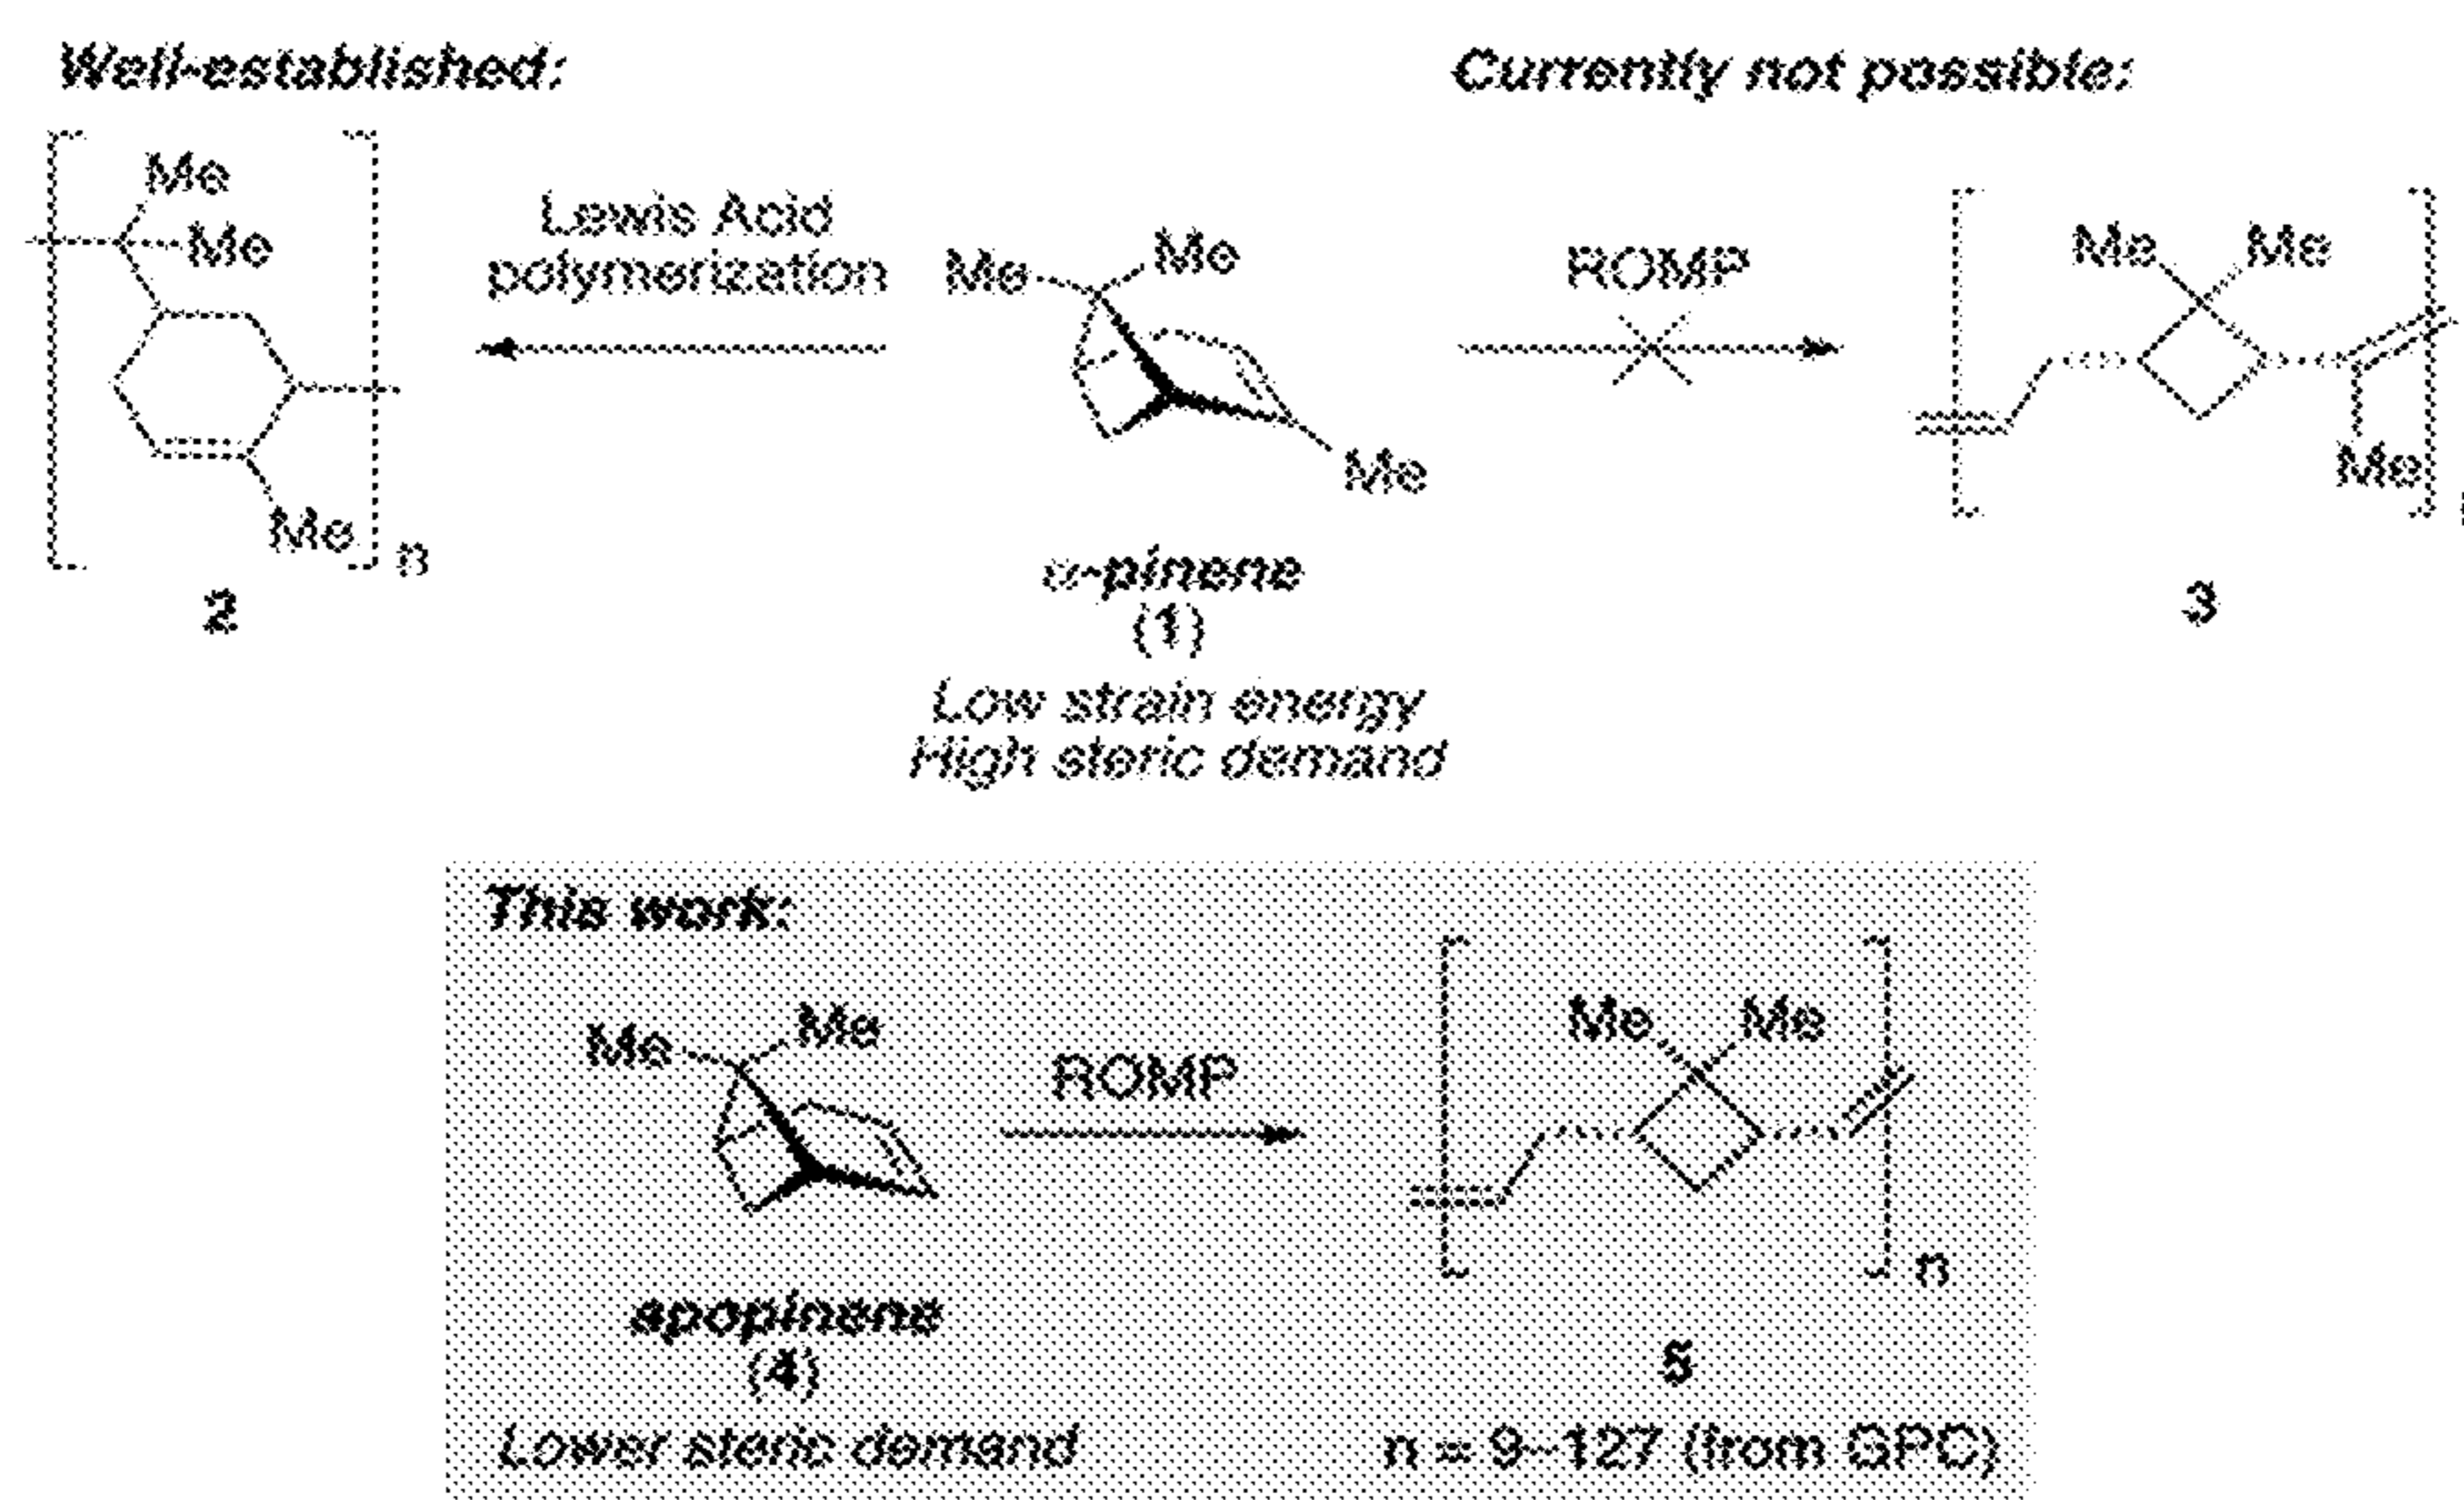 Well-established:
Currently not possible:
Me
Me
Me
n
2
Lewis Acid
polymerization
Me
Me
Me
α-pinene
(1)
Low strain energy
High steric demand
ROMP
Me
Me
Me
3
This work:
Me
Me
apopinene
(4)
Lower steric demand
ROMP
Me
Me
n
5
n = 9–127 (from GPC)